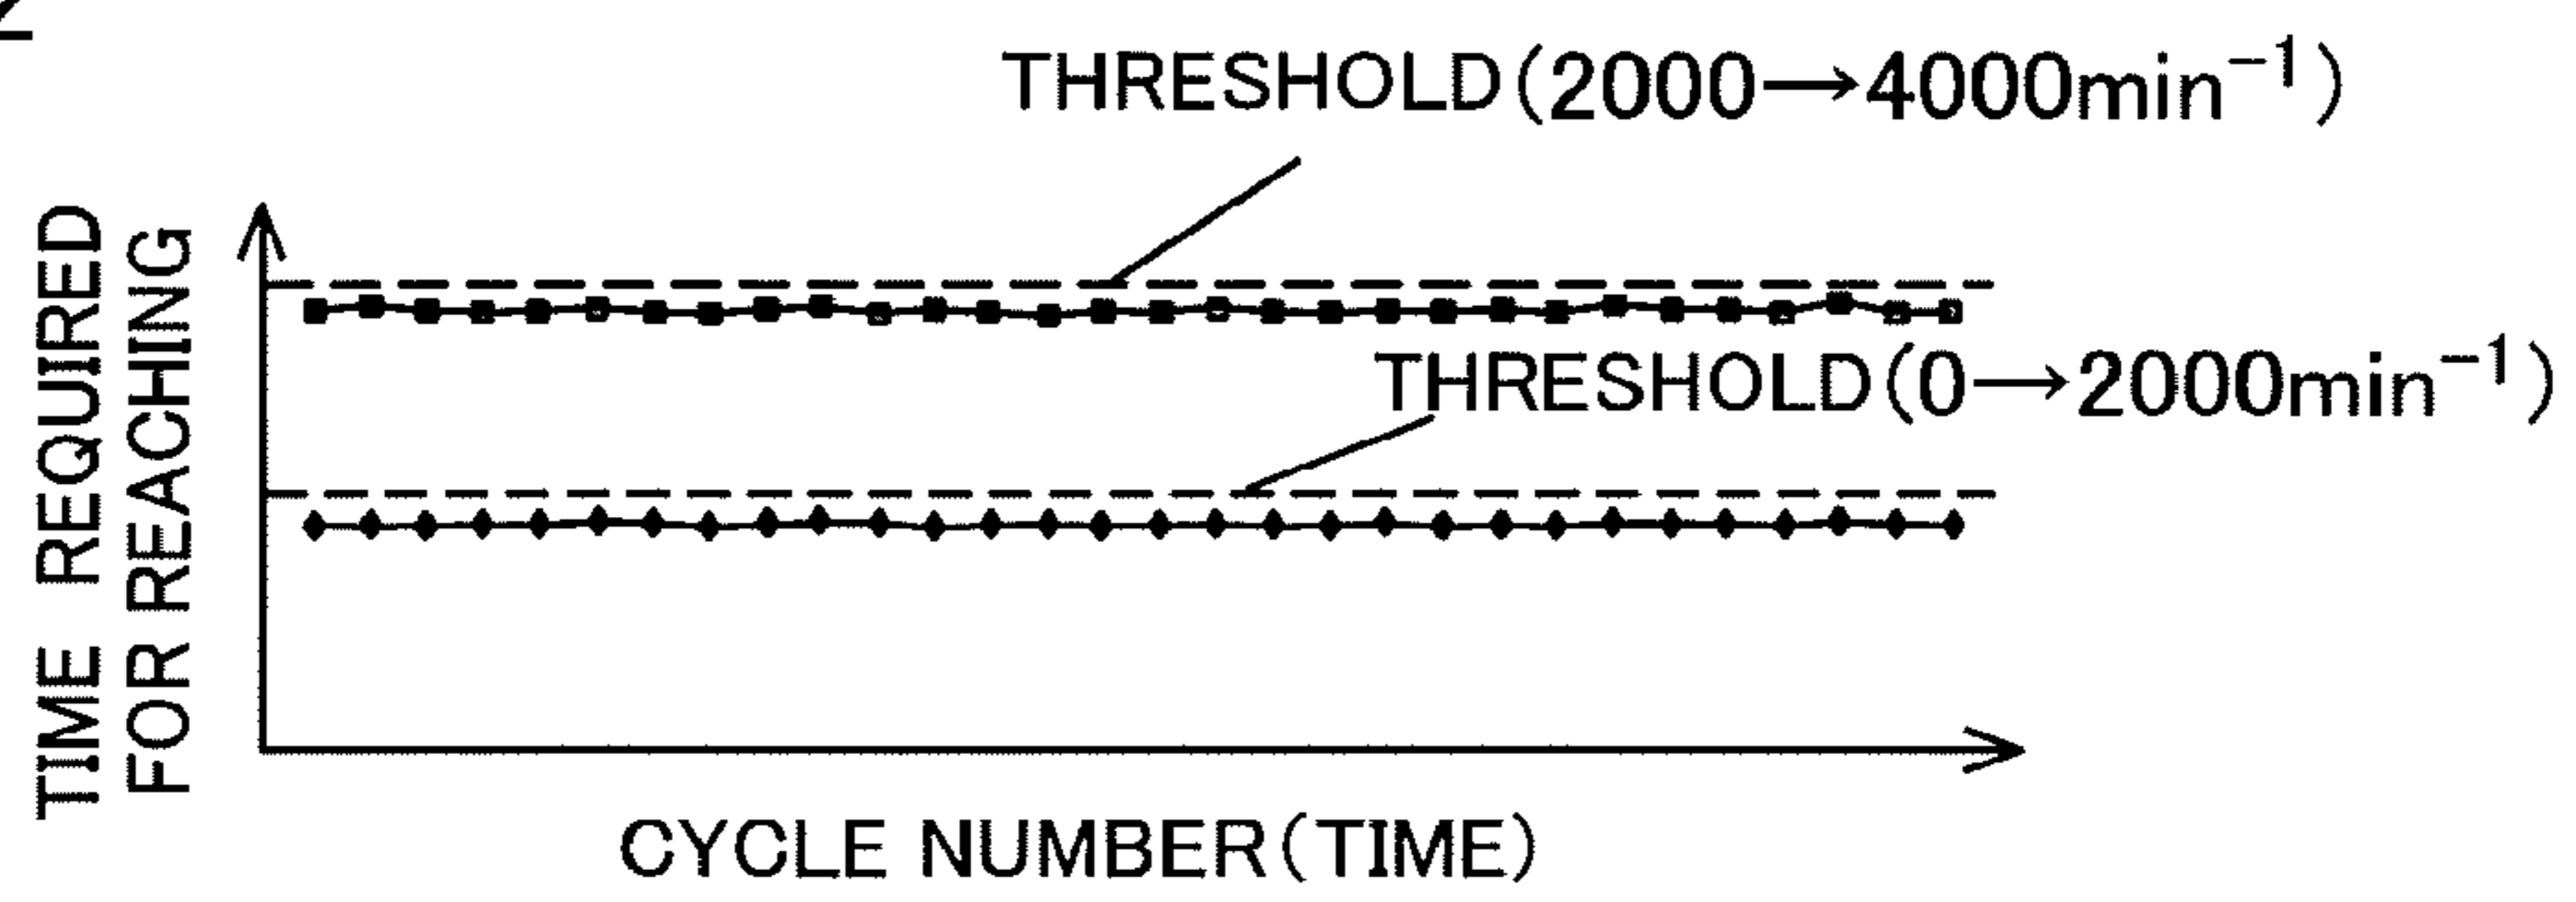 THRESHOLD(2000→4000min⁻¹)
TIME REQUIRED
FOR REACHING
THRESHOLD(0→2000min⁻¹)
CYCLE NUMBER(TIME)